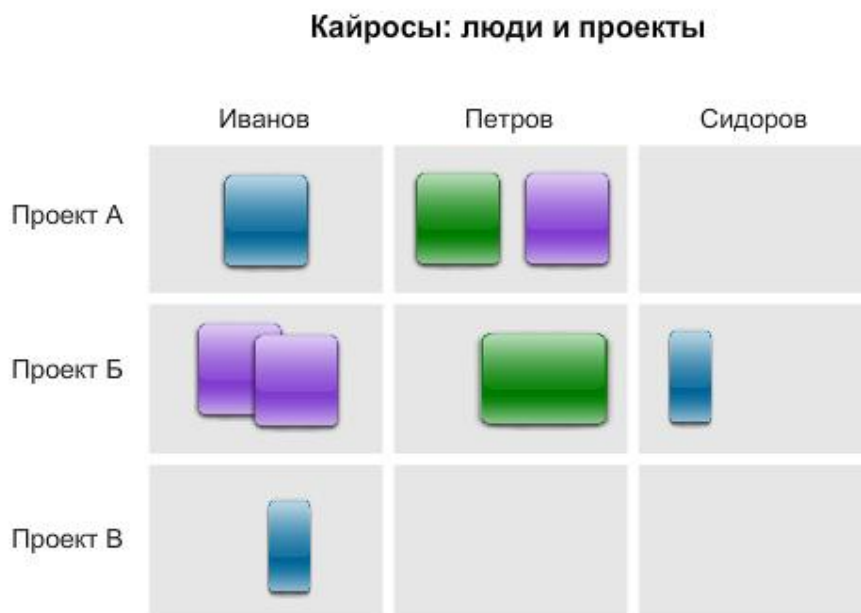 Кайросы: люди и проекты
Иванов Петров Сидоров
Проект А
Проект Б
Проект В